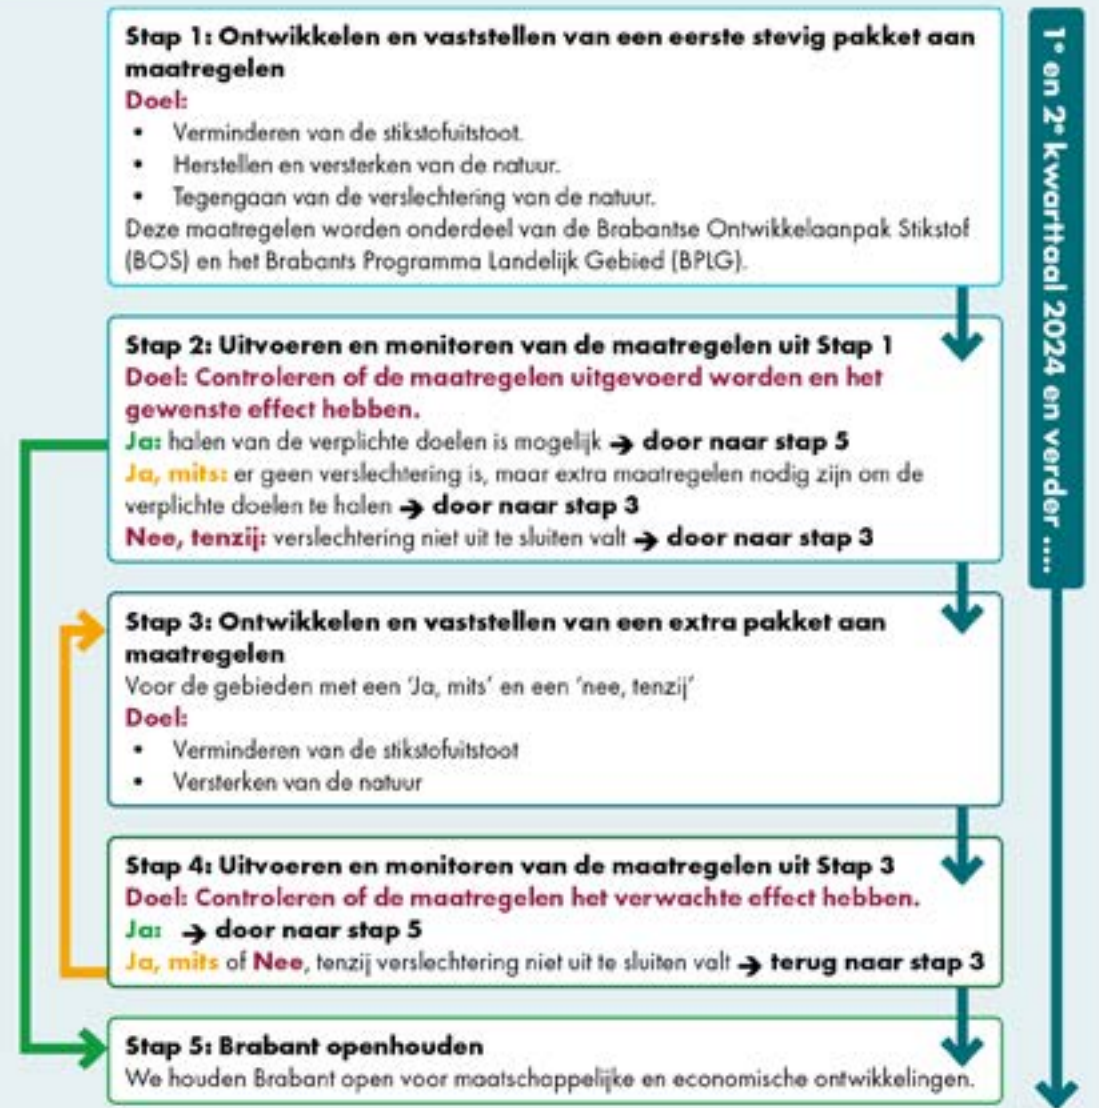 Stap 1: Ontwikkelen en vaststellen van een eerste stevig pakket aan
maatregelen
Doel:
• Verminderen van de stikstofuitstoot.
• Herstellen en versterken van de natuur.
• Tegengaan van de verslechtering van de natuur.
Deze maatregelen worden onderdeel van de Brabantse Ontwikkelaanpak Stikstof
(BOS) en het Brabants Programma Landelijk Gebied (BPLG).
Stap 2: Uitvoeren en monitoren van de maatregelen uit Stap 1
Doel: Controleren of de maatregelen uitgevoerd worden en het
gewenste effect hebben.
Ja: halen van de verplichte doelen is mogelijk → door naar stap 5
Ja, mits: er geen verslechtering is, maar extra maatregelen nodig zijn om de
verplichte doelen te halen → door naar stap 3
Nee, tenzij: verslechtering niet uit te sluiten valt → door naar stap 3
Stap 3: Ontwikkelen en vaststellen van een extra pakket aan
maatregelen
Voor de gebieden met een 'Ja, mits' en een 'nee, tenzij'
Doel:
• Verminderen van de stikstofuitstoot
• Versterken van de natuur
Stap 4: Uitvoeren en monitoren van de maatregelen uit Stap 3
Doel: Controleren of de maatregelen het verwachte effect hebben.
Ja: → door naar stap 5
Ja, mits of Nee, tenzij verslechtering niet uit te sluiten valt → terug naar stap 3
Stap 5: Brabant openhouden
We houden Brabant open voor maatschappelijke en economische ontwikkelingen.
1e en 2e kwarttaal 2024 en verder ....